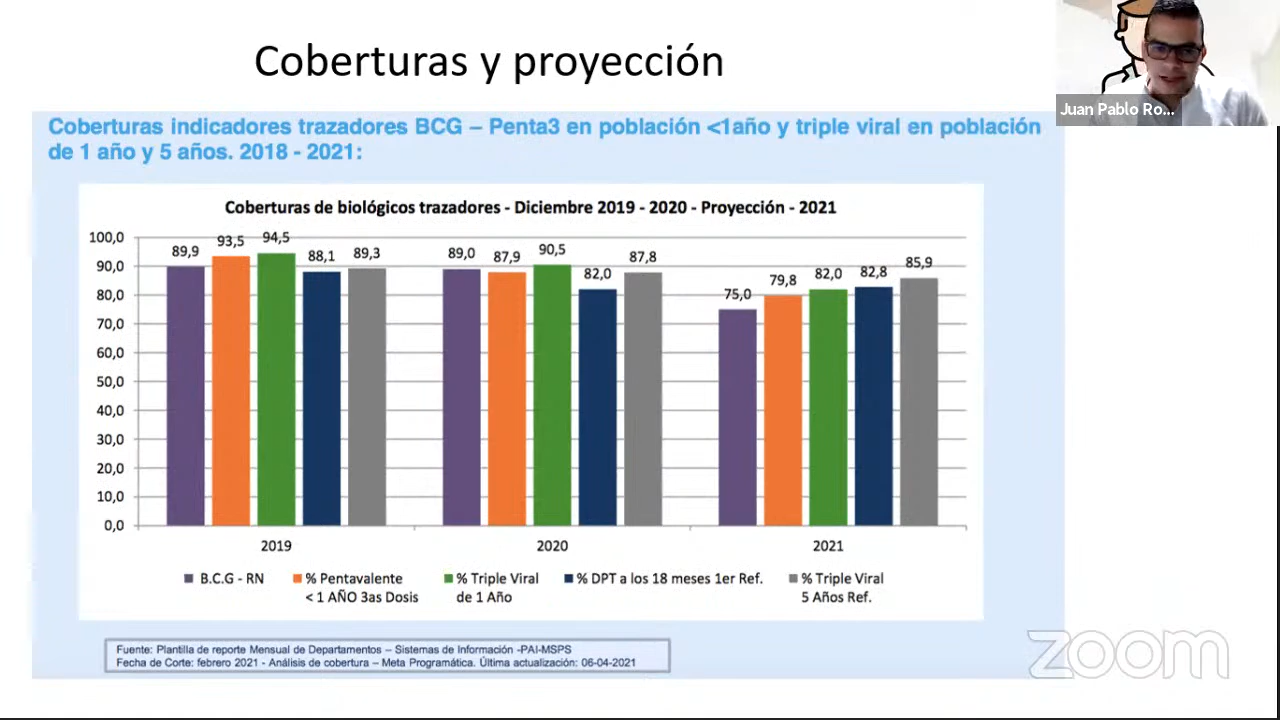 Coberturas y proyección
Juan Pablo Ro...
Coberturas indicadores trazadores BCG – Penta3 en población <1año y triple viral en población
de 1 año y 5 años. 2018 - 2021:
Coberturas de biológicos trazadores - Diciembre 2019 - 2020 - Proyección - 2021
100,0
90,0
80,0
70,0
60,0
50,0
40,0
30,0
20,0
10,0
0,0
89,9 93,5 94,5 88,1 89,3
89,0 87,9 90,5 82,0 87,8
75,0 79,8 82,0 82,8 85,9
2019 2020 2021
B.C.G - RN
% Pentavalente
< 1 AÑO 3as Dosis
% Triple Viral
de 1 Año
% DPT a los 18 meses 1er Ref.
% Triple Viral
5 Años Ref.
Fuente: Plantilla de reporte Mensual de Departamentos – Sistemas de Información -PAI-MSPS
Fecha de Corte: febrero 2021 - Análisis de cobertura – Meta Programática. Última actualización: 06-04-2021
zoom